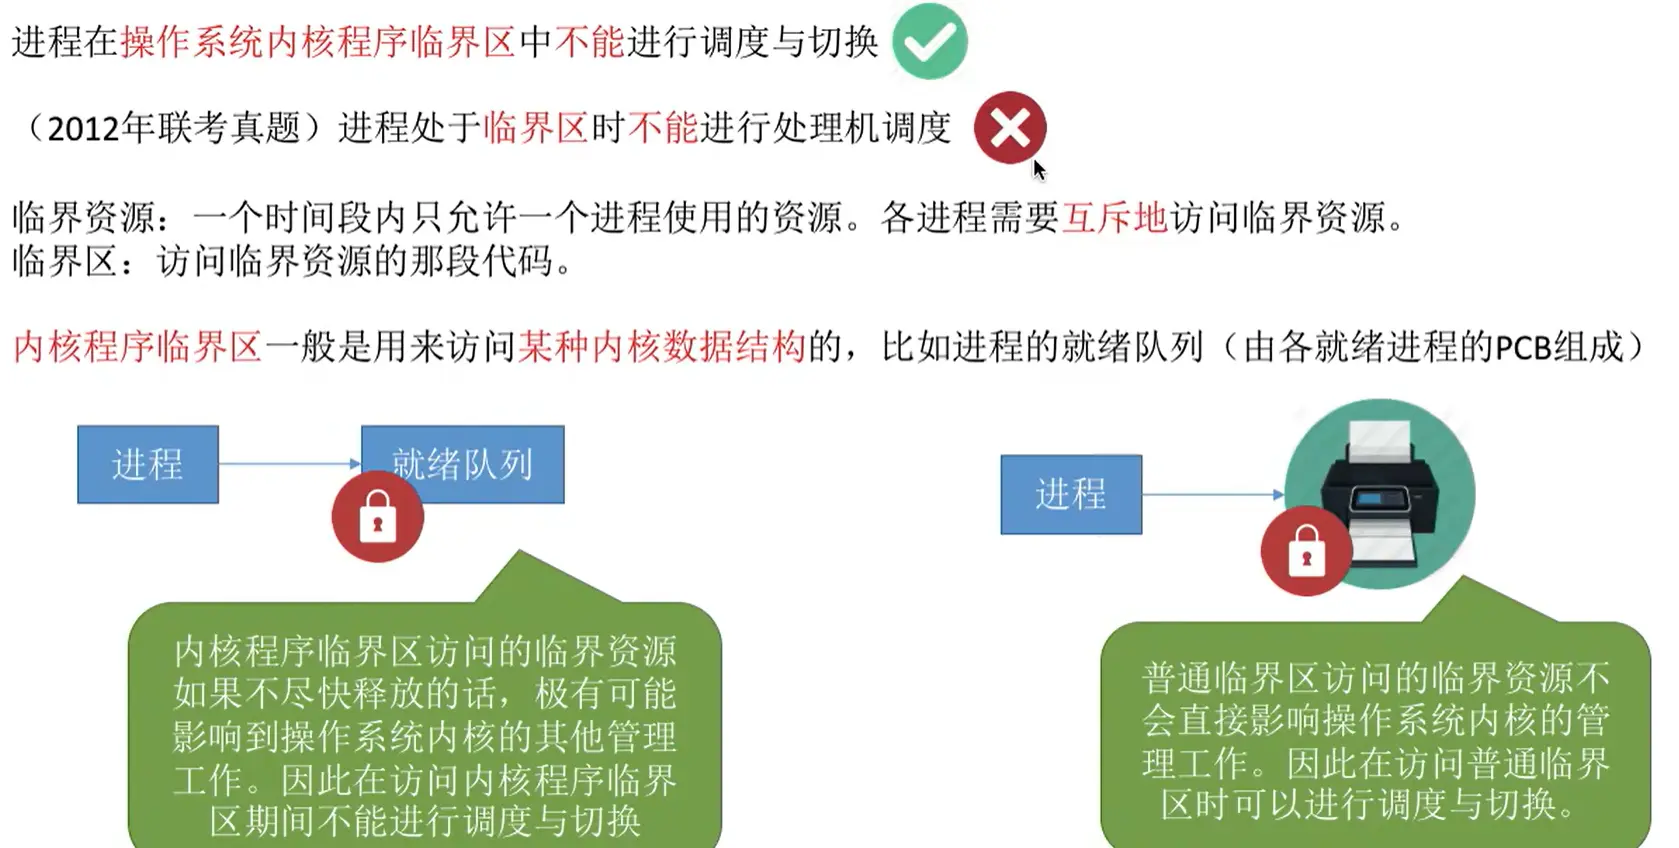 进程在操作系统内核程序临界区中不能进行调度与切换
（2012年联考真题）进程处于临界区时不能进行处理机调度
临界资源：一个时间段内只允许一个进程使用的资源。各进程需要互斥地访问临界资源。
临界区：访问临界资源的那段代码。
内核程序临界区一般是用来访问某种内核数据结构的，比如进程的就绪队列（由各就绪进程的PCB组成）
进程
就绪队列
进程
内核程序临界区访问的临界资源
如果不尽快释放的话，极有可能
影响到操作系统内核的其他管理
工作。因此在访问内核程序临界
区期间不能进行调度与切换
普通临界区访问的临界资源不
会直接影响操作系统内核的管
理工作。因此在访问普通临界
区时可以进行调度与切换。